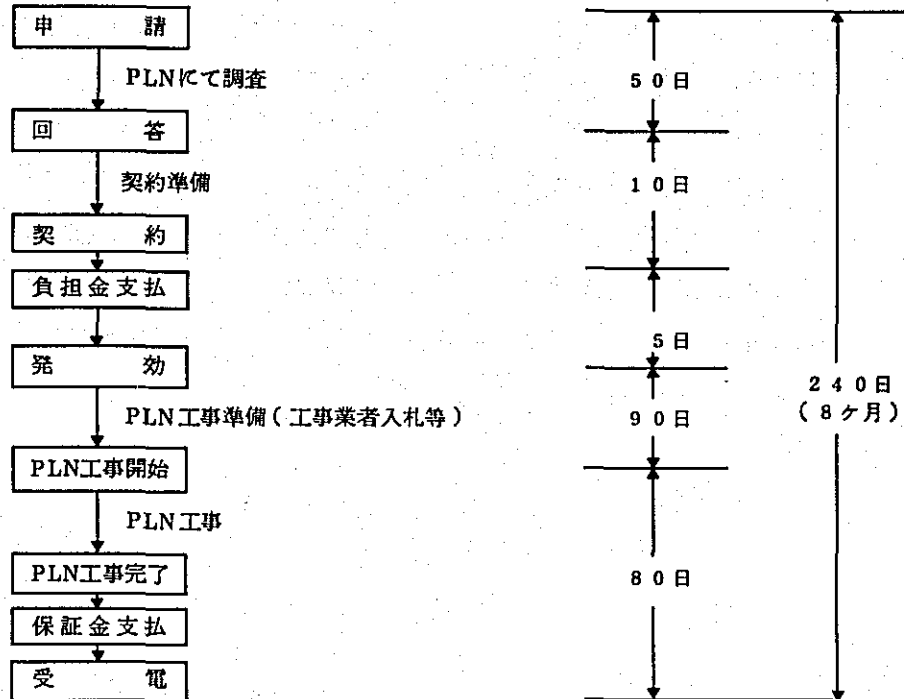 申請
PLNにて調査
50日
回答
契約準備
10日
契約
負担金支払
5日
発効
240日
(8ケ月)
PLN工事準備(工事業者入札等)
90日
PLN工事開始
PLN工事
PLN工事完了
80日
保証金支払
受電